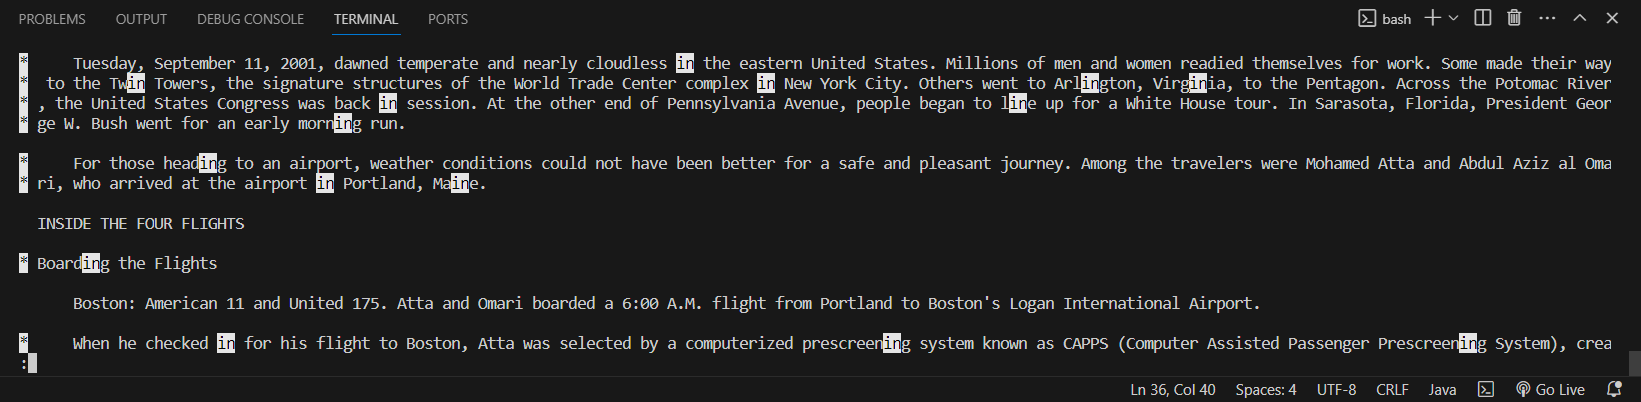 PROBLEMS OUTPUT DEBUG CONSOLE TERMINAL PORTS bash
* Tuesday, September 11, 2001, dawned temperate and nearly cloudless in the eastern United States. Millions of men and women readied themselves for work. Some made their way
* to the Twin Towers, the signature structures of the World Trade Center complex in New York City. Others went to Arlington, Virginia, to the Pentagon. Across the Potomac River
* , the United States Congress was back in session. At the other end of Pennsylvania Avenue, people began to line up for a White House tour. In Sarasota, Florida, President Geor
* ge W. Bush went for an early morning run.
* For those heading to an airport, weather conditions could not have been better for a safe and pleasant journey. Among the travelers were Mohamed Atta and Abdul Aziz al Oma
* ri, who arrived at the airport in Portland, Maine.
INSIDE THE FOUR FLIGHTS
* Boarding the Flights
Boston: American 11 and United 175. Atta and Omari boarded a 6:00 A.M. flight from Portland to Boston's Logan International Airport.
* When he checked in for his flight to Boston, Atta was selected by a computerized prescreening system known as CAPPS (Computer Assisted Passenger Prescreening System), crea
:
Ln 36, Col 40 Spaces: 4 UTF-8 CRLF Java Go Live